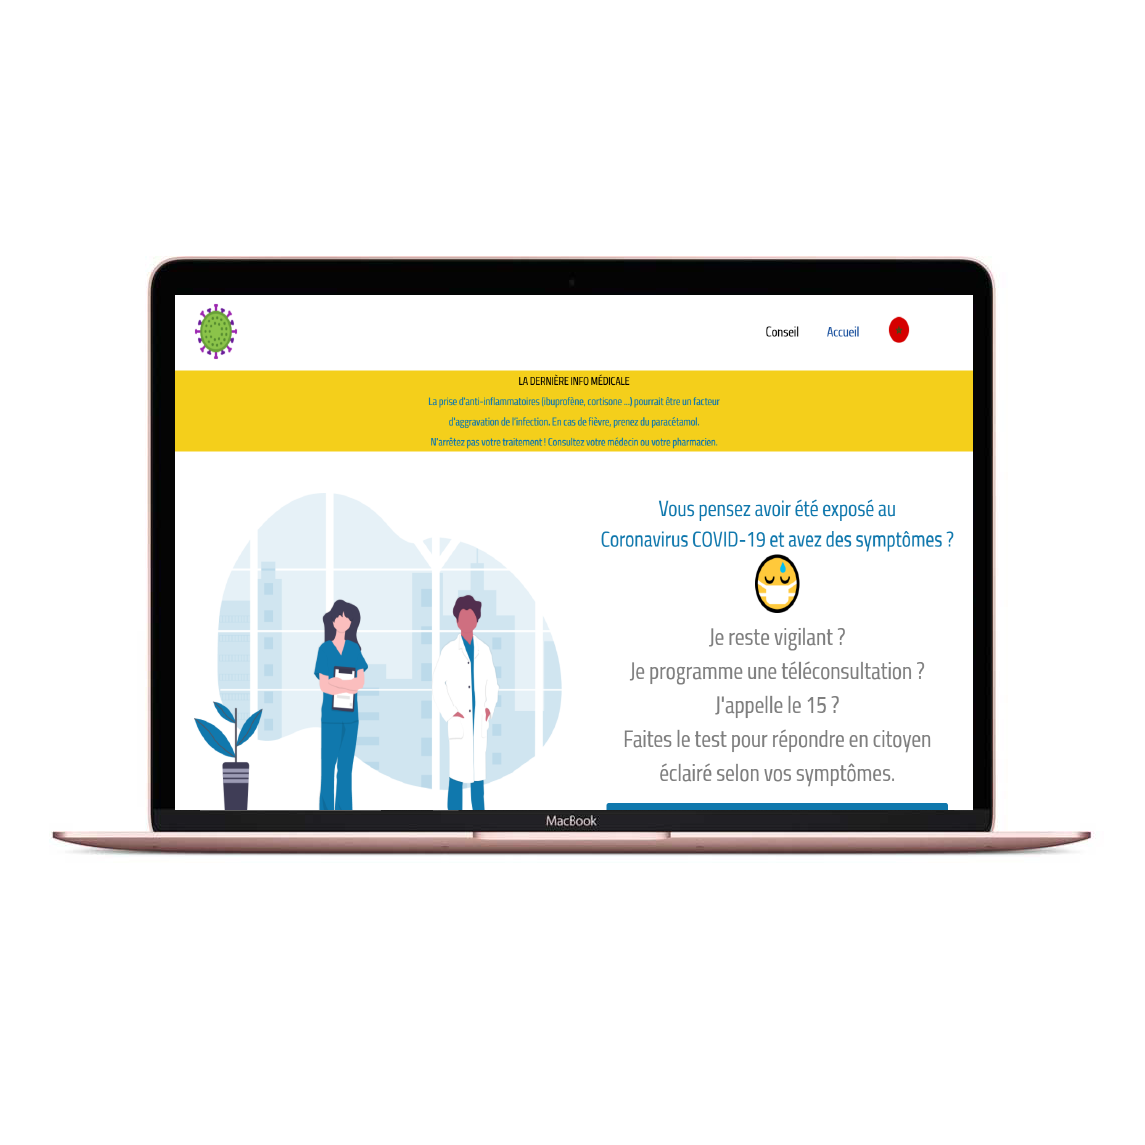 Conseil Accueil
LA DERNIÈRE INFO MÉDICALE
La prise d'anti-inflammatoires (ibuprofène, cortisone ...) pourrait être un facteur
d'aggravation de l'infection. En cas de fièvre, prenez du paracétamol.
N'arrêtez pas votre traitement ! Consultez votre médecin ou votre pharmacien.
Vous pensez avoir été exposé au
Coronavirus COVID-19 et avez des symptômes ?
Je reste vigilant ?
Je programme une téléconsultation ?
J'appelle le 15 ?
Faites le test pour répondre en citoyen
éclairé selon vos symptômes.
MacBook